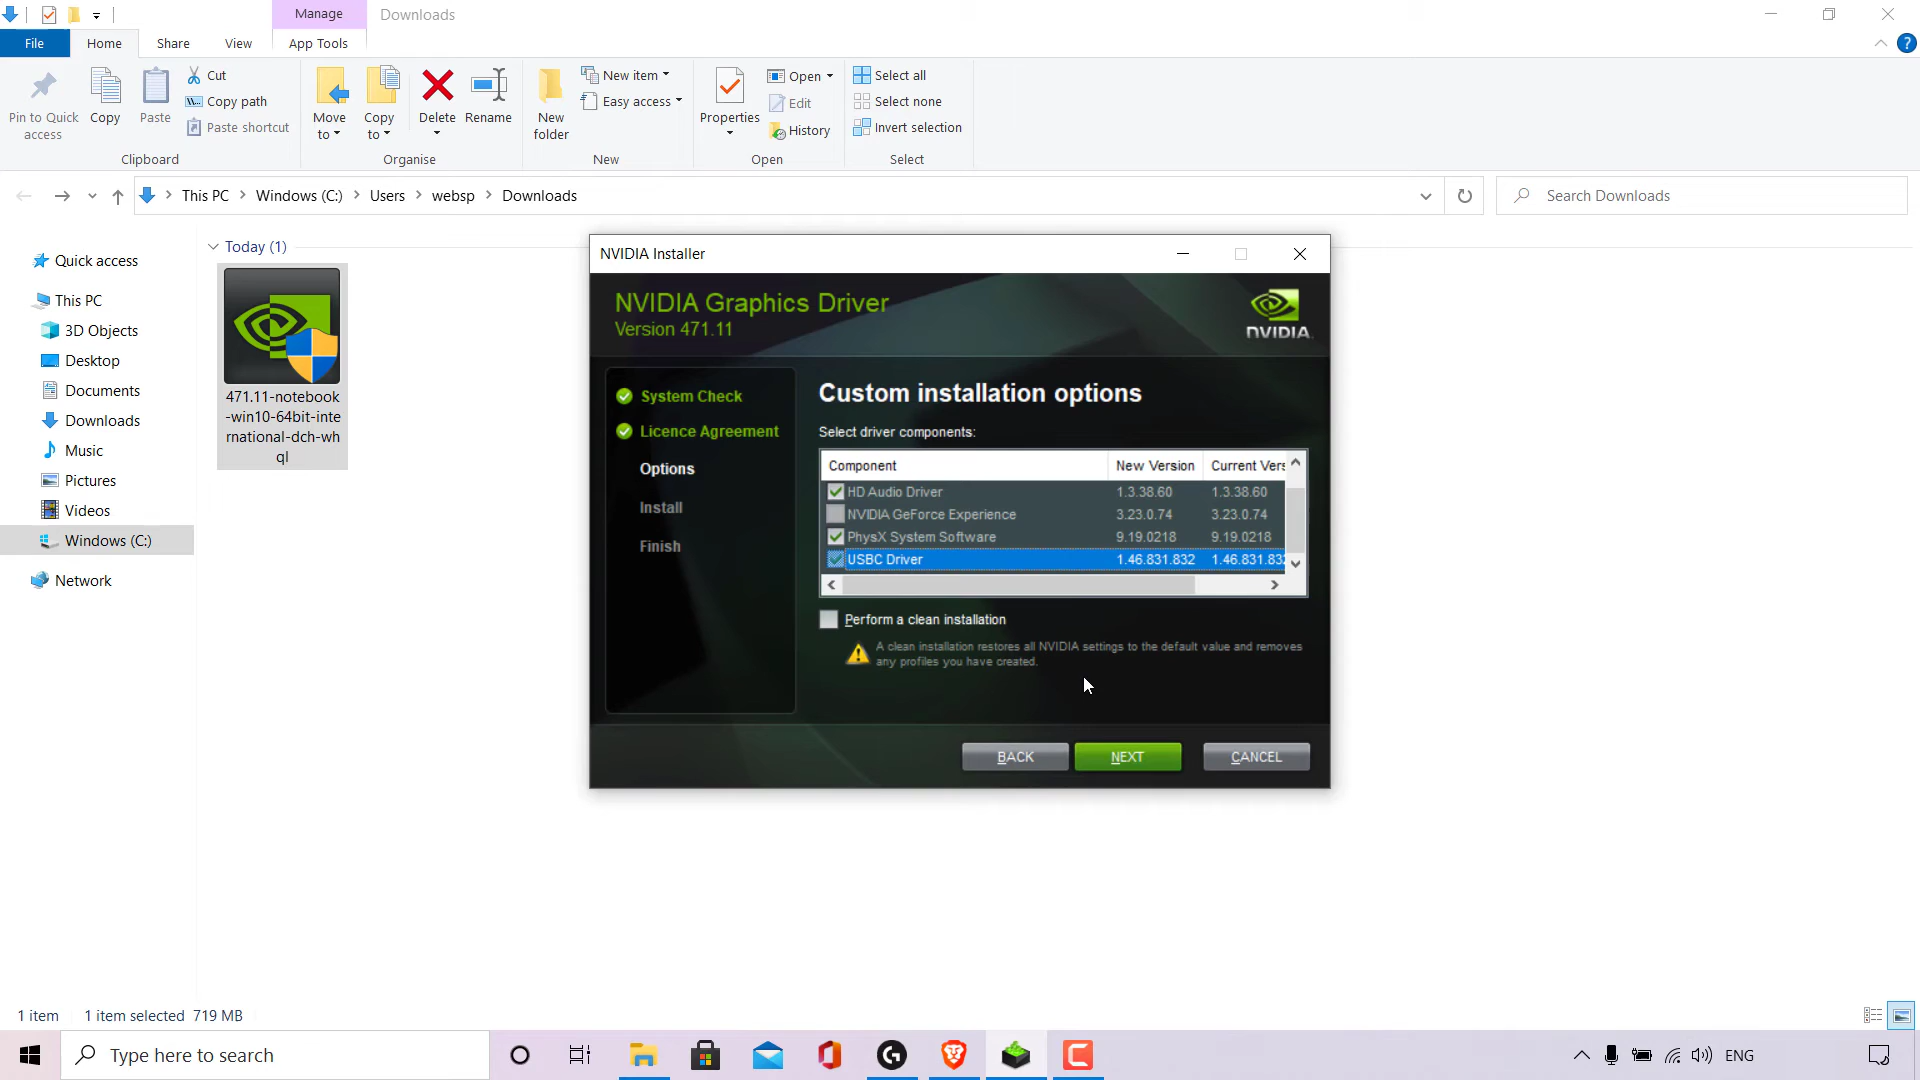 Manage
Downloads
File
Home
Share
View
App Tools
Pin to Quick
access
Copy
Paste
Cut
Copy path
Paste shortcut
Clipboard
Move
to
Copy
to
Delete
Rename
Organise
New
folder
New item
Easy access
New
Properties
Open
Edit
History
Open
Select all
Select none
Invert selection
Select
This PC
Windows (C:)
Users
websp
Downloads
Search Downloads
Quick access
This PC
3D Objects
Desktop
Documents
Downloads
Music
Pictures
Videos
Windows (C:)
Network
Today (1)
471.11-notebook
-win10-64bit-inte
rnational-dch-wh
ql
NVIDIA Installer
NVIDIA Graphics Driver
Version 471.11
NVIDIA.
System Check
Licence Agreement
Options
Install
Finish
Custom installation options
Select driver components:
Component New Version Current Vers
HD Audio Driver 1.3.38.60 1.3.38.60
NVIDIA GeForce Experience 3.23.0.74 3.23.0.74
PhysX System Software 9.19.0218 9.19.0218
USBC Driver 1.46.831.832 1.46.831.832
Perform a clean installation
A clean installation restores all NVIDIA settings to the default value and removes
any profiles you have created.
BACK
NEXT
CANCEL
1 item
1 item selected 719 MB
Type here to search
ENG